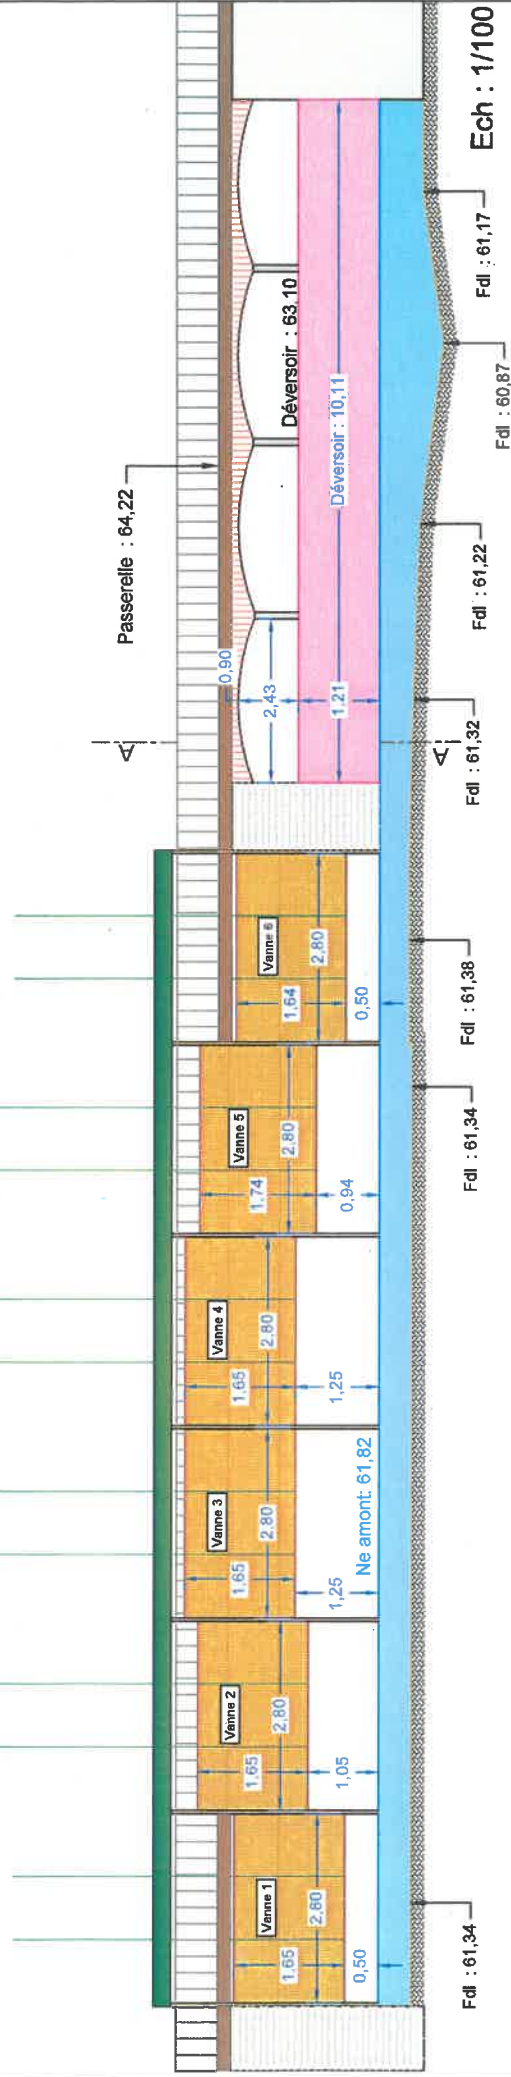 Passerelle : 64,22
A
Vanne 1
1,65
2,80
0,50
Vanne 2
1,65
2,80
1,05
Vanne 3
1,65
2,80
1,25
Ne amont: 61,82
Vanne 4
1,65
2,80
1,25
Vanne 5
1,74
2,80
0,94
Vanne 6
1,64
2,80
0,50
0,90
2,43
1,21
Déversoir : 63,10
Déversoir : 10,11
A
Fdl : 61,34
Fdl : 61,34
Fdl : 61,38
Fdl : 61,32
Fdl : 61,22
Fdl : 60,87
Fdl : 61,17
Ech : 1/100